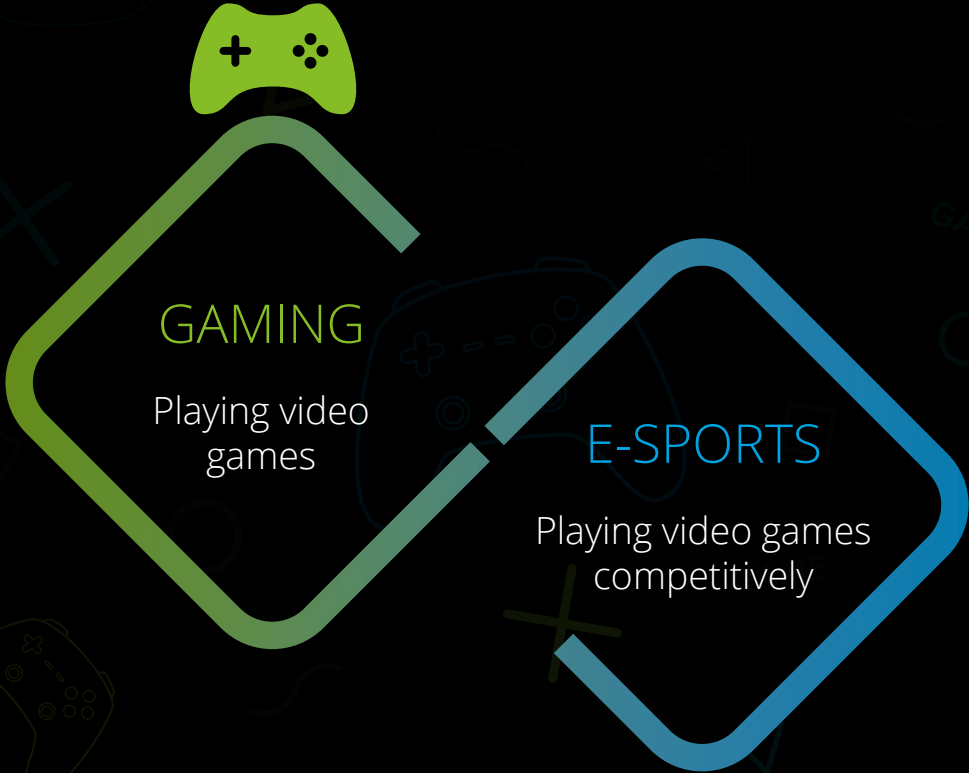 GAMING
Playing video
games
E-SPORTS
Playing video games
competitively